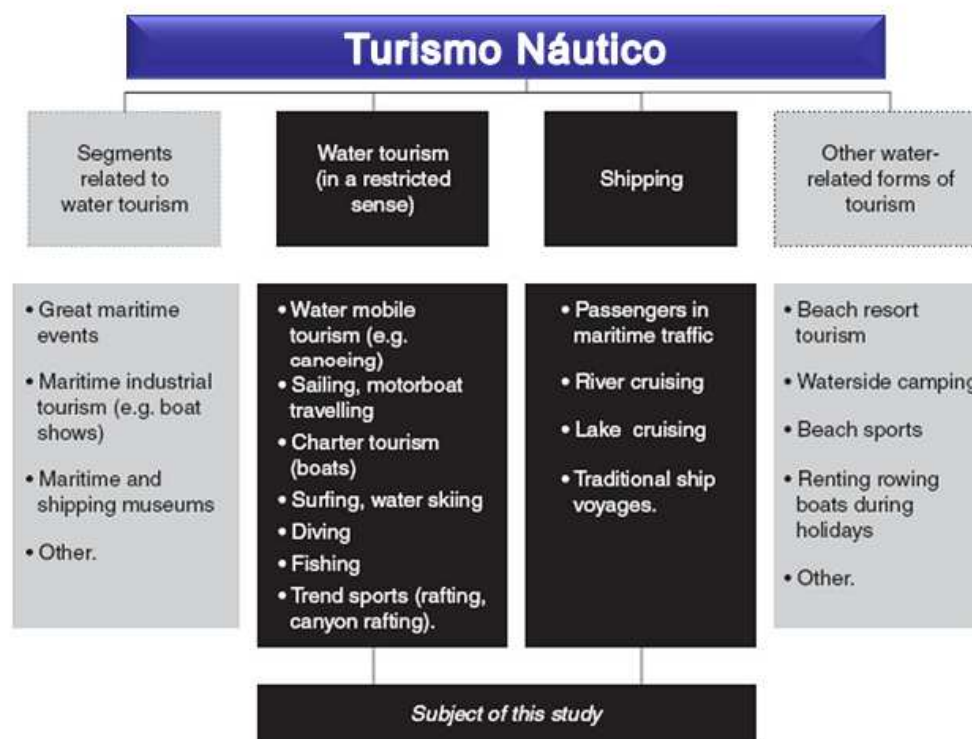 Turismo Náutico
Segments
related to
water tourism
Water tourism
(in a restricted
sense)
Shipping
Other water-
related forms of
tourism
• Great maritime
events
• Maritime industrial
tourism (e.g. boat
shows)
• Maritime and
shipping museums
• Other.
• Water mobile
tourism (e.g.
canoeing)
• Sailing, motorboat
travelling
• Charter tourism
(boats)
• Surfing, water skiing
• Diving
• Fishing
• Trend sports (rafting,
canyon rafting).
• Passengers in
maritime traffic
• River cruising
• Lake cruising
• Traditional ship
voyages.
• Beach resort
tourism
• Waterside camping
• Beach sports
• Renting rowing
boats during
holidays
• Other.
Subject of this study